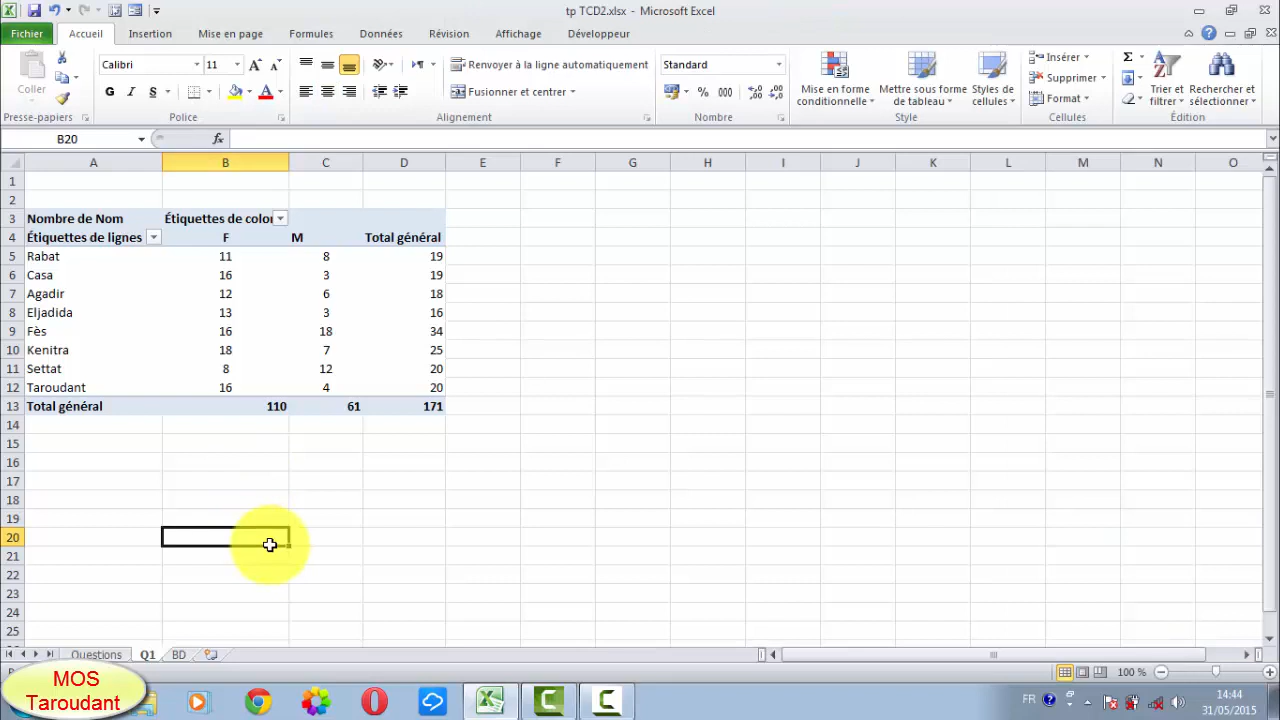 tp TCD2.xlsx - Microsoft Excel
Fichier Accueil Insertion Mise en page Formules Données Révision Affichage Développeur
Coller
Calibri 11
G I S
Renvoyer à la ligne automatiquement
Fusionner et centrer
Standard
% 000
Mise en forme conditionnelle
Mettre sous forme de tableau
Styles de cellules
Insérer
Supprimer
Format
Σ
Trier et filtrer
Rechercher et sélectionner
Presse-papiers Police Alignement Nombre Style Cellules Édition
B20 fx
A B C D E F G H I J K L M N O
1
2
3 Nombre de Nom Étiquettes de color
4 Étiquettes de lignes F M Total général
5 Rabat 11 8 19
6 Casa 16 3 19
7 Agadir 12 6 18
8 Eljadida 13 3 16
9 Fès 16 18 34
10 Kenitra 18 7 25
11 Settat 8 12 20
12 Taroudant 16 4 20
13 Total général 110 61 171
14
15
16
17
18
19
20
21
22
23
24
25
Questions Q1 BD
100 %
MOS
Taroudant
FR
14:44
31/05/2015